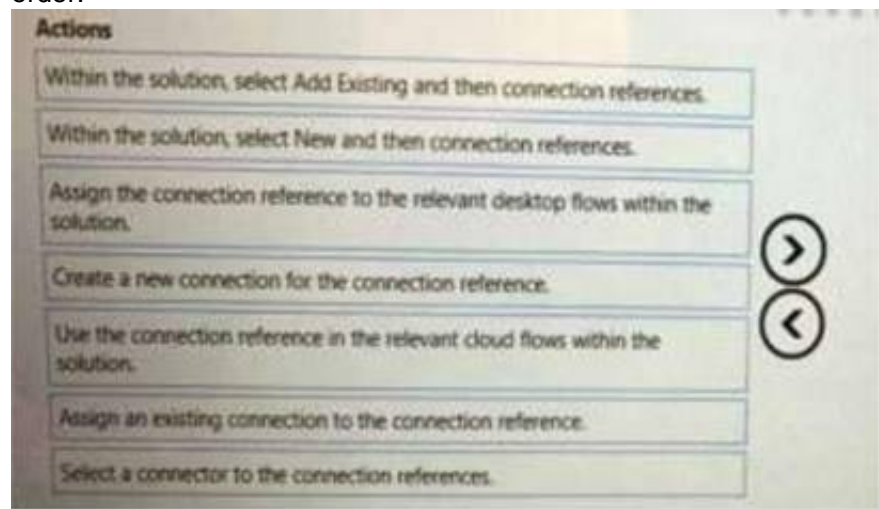 Actions
Within the solution, select Add Existing and then connection references.
Within the solution, select New and then connection references.
Assign the connection reference to the relevant desktop flows within the
solution.
Create a new connection for the connection reference.
Use the connection reference in the relevant cloud flows within the
solution.
Assign an existing connection to the connection reference.
Select a connector to the connection references.